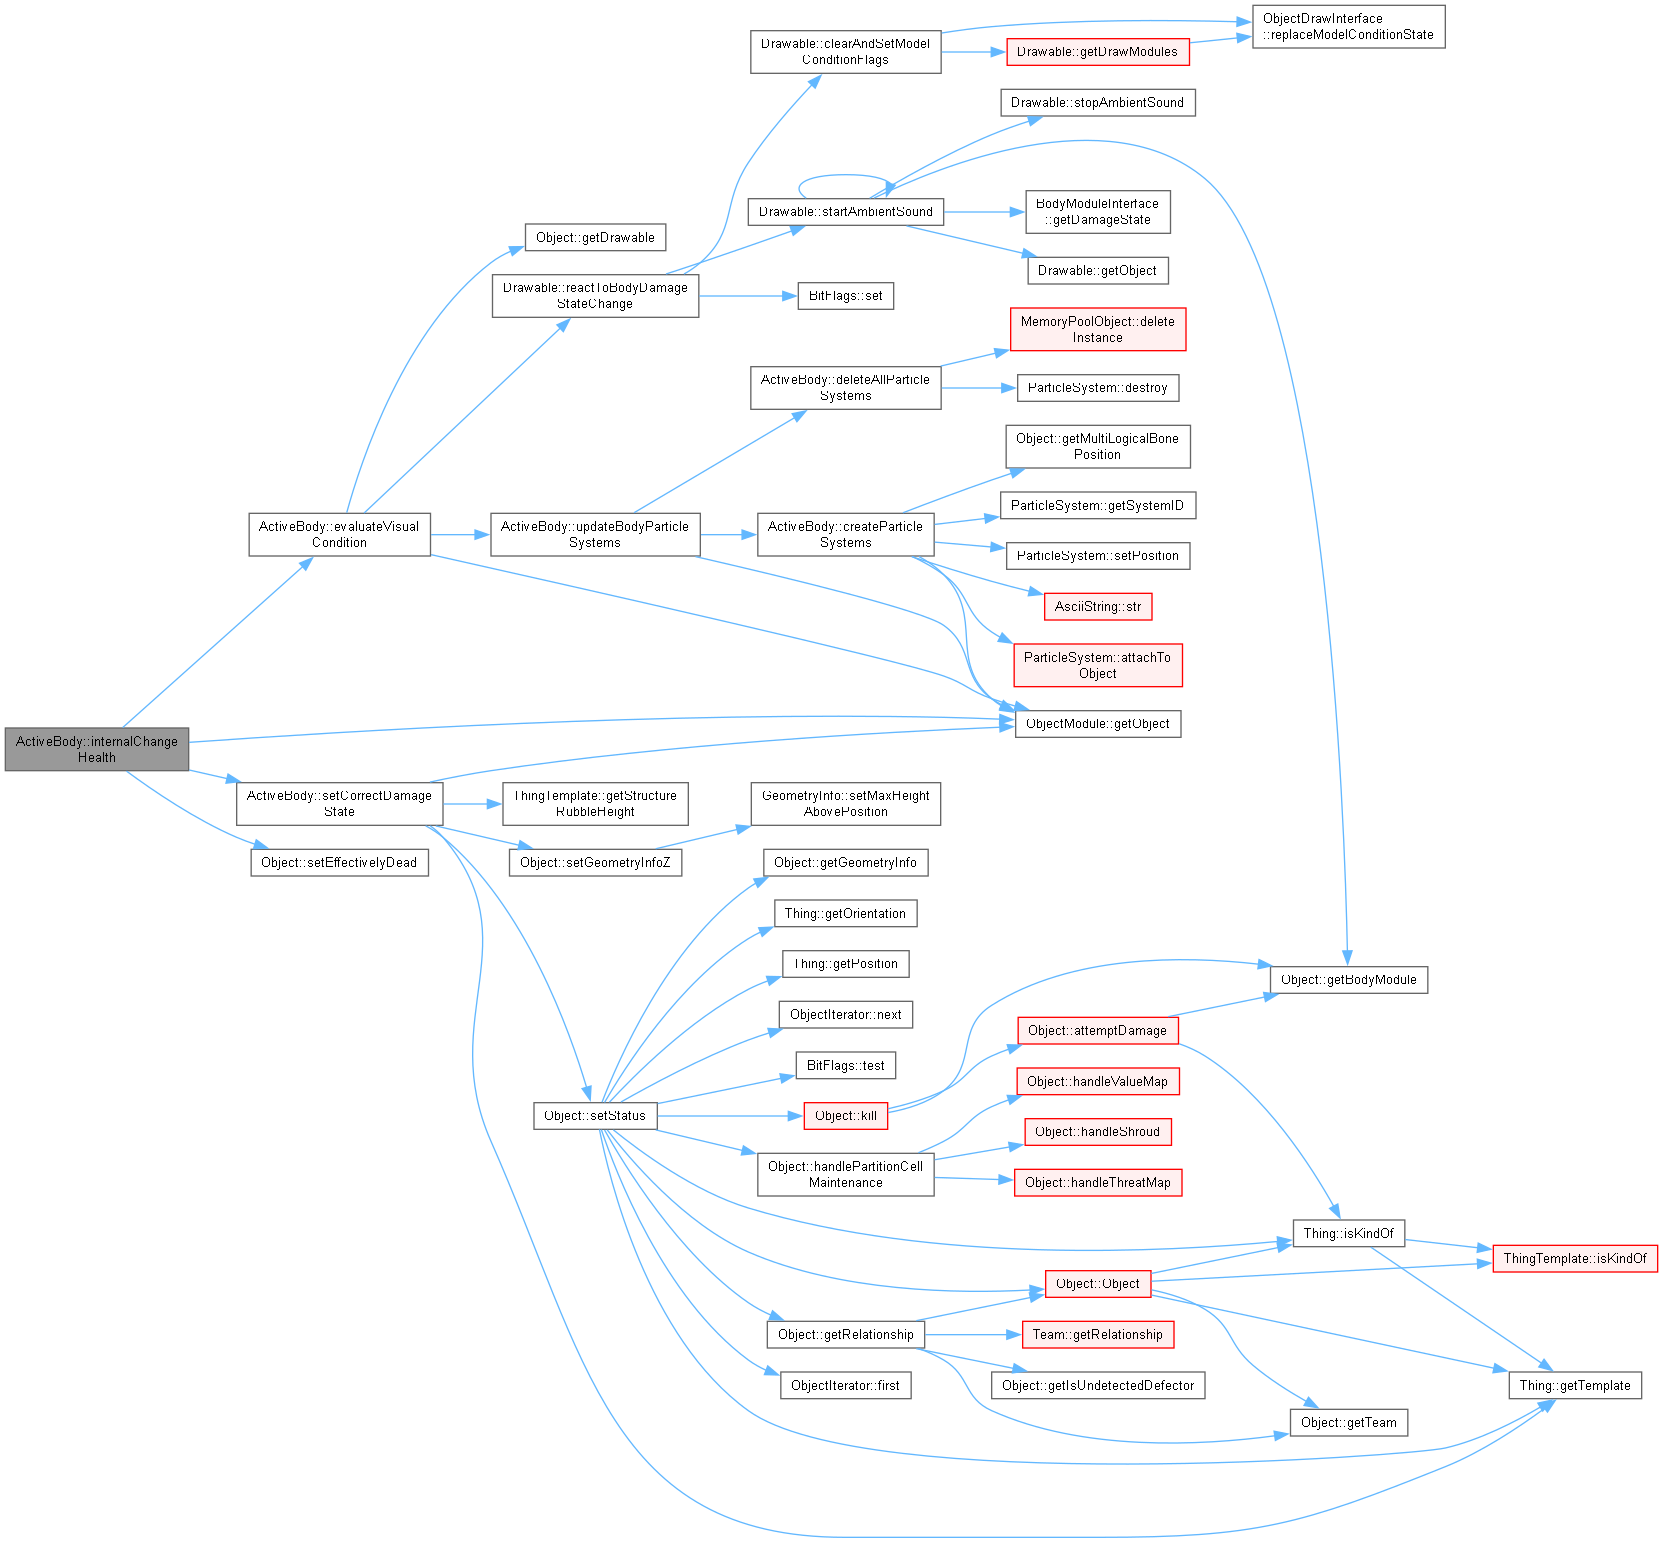 ActiveBody::internalChange
Health
ActiveBody::evaluateVisual
Condition
Object::getDrawable
Drawable::reactToBodyDamage
StateChange
Drawable::clearAndSetModel
ConditionFlags
Drawable::getDrawModules
ObjectDrawInterface
::replaceModelConditionState
Drawable::startAmbientSound
Drawable::stopAmbientSound
BodyModuleInterface
::getDamageState
Drawable::getObject
BitFlags::set
ActiveBody::updateBodyParticle
Systems
ActiveBody::deleteAllParticle
Systems
MemoryPoolObject::delete
Instance
ParticleSystem::destroy
ActiveBody::createParticle
Systems
Object::getMultiLogicalBone
Position
ParticleSystem::getSystemID
ParticleSystem::setPosition
AsciiString::str
ParticleSystem::attachTo
Object
ObjectModule::getObject
ActiveBody::setCorrectDamage
State
Object::setEffectivelyDead
ThingTemplate::getStructure
RubbleHeight
Object::setGeometryInfoZ
GeometryInfo::setMaxHeight
AbovePosition
Object::setStatus
Object::getGeometryInfo
Thing::getOrientation
Thing::getPosition
ObjectIterator::next
BitFlags::test
Object::kill
Object::handlePartitionCell
Maintenance
Object::getBodyModule
Object::attemptDamage
Object::handleValueMap
Object::handleShroud
Object::handleThreatMap
Thing::isKindOf
ThingTemplate::isKindOf
Object::Object
Object::getRelationship
Team::getRelationship
Object::getIsUndetectedDefector
ObjectIterator::first
Object::getTeam
Thing::getTemplate